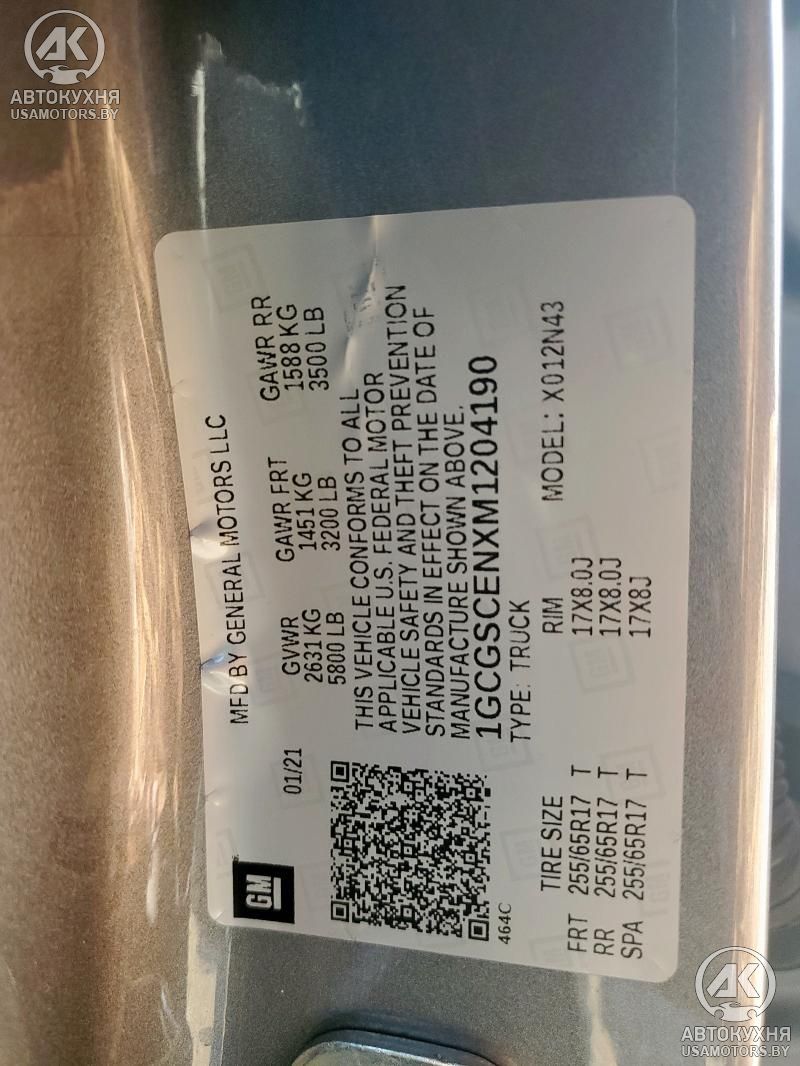 AK
АВТОКУХНЯ
USAMOTORS.BY
GM
MFD BY GENERAL MOTORS LLC
01/21
GVWR GAWR FRT GAWR RR
2631 KG 1451 KG 1588 KG
5800 LB 3200 LB 3500 LB
THIS VEHICLE CONFORMS TO ALL
APPLICABLE U.S. FEDERAL MOTOR
VEHICLE SAFETY AND THEFT PREVENTION
STANDARDS IN EFFECT ON THE DATE OF
MANUFACTURE SHOWN ABOVE.
1GCGSCENXM1204190
464C
TYPE: TRUCK
TIRE SIZE RIM MODEL: X012N43
FRT 255/65R17 T 17X8.0J
RR 255/65R17 T 17X8.0J
SPA 255/65R17 T 17X8J
AK
АВТОКУХНЯ
USAMOTORS.BY